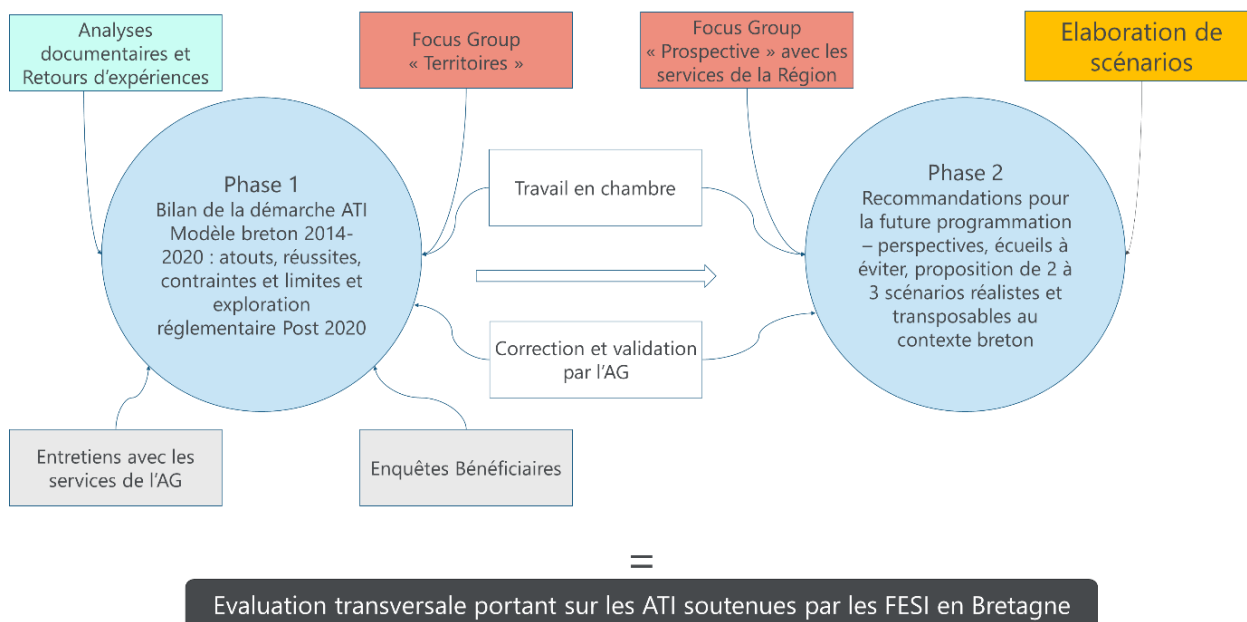 Analyses
documentaires et
Retours d'expériences
Focus Group
« Territoires »
Focus Group
« Prospective » avec les
services de la Région
Elaboration de
scénarios
Phase 1
Bilan de la démarche ATI
Modèle breton 2014-
2020 : atouts, réussites,
contraintes et limites et
exploration
réglementaire Post 2020
Travail en chambre
Correction et validation
par l'AG
Phase 2
Recommandations pour
la future programmation
– perspectives, écueils à
éviter, proposition de 2 à
3 scénarios réalistes et
transposables au
contexte breton
Entretiens avec les
services de l'AG
Enquêtes Bénéficiaires
=
Evaluation transversale portant sur les ATI soutenues par les FESI en Bretagne